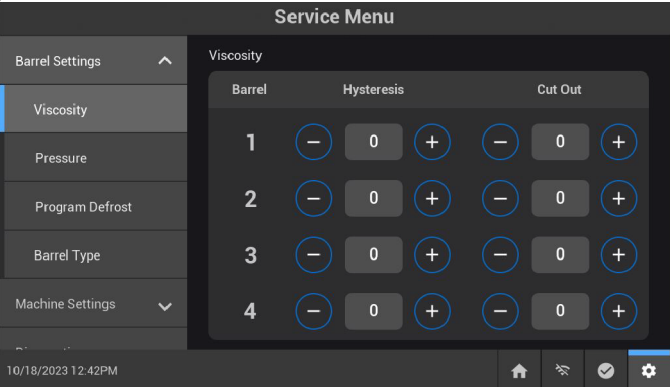 Service Menu
Barrel Settings
Viscosity
Pressure
Program Defrost
Barrel Type
Machine Settings
Viscosity
Barrel Hysteresis Cut Out
1 − 0 + − 0 +
2 − 0 + − 0 +
3 − 0 + − 0 +
4 − 0 + − 0 +
10/18/2023 12:42PM